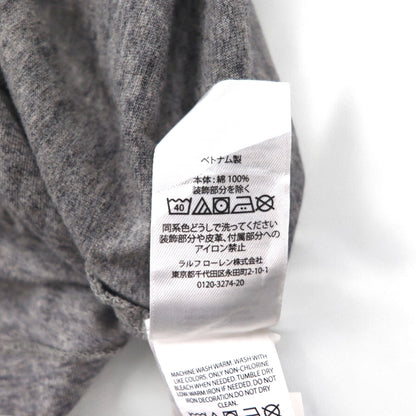 ベトナム製
本体：綿 100%
装飾部分を除く
40
同系色どうしで洗ってください
装飾部分や皮革、付属部分への
アイロン禁止
ラルフ ローレン株式会社
東京都千代田区永田町2-10-1
0120-3274-20
MACHINE WASH WARM. WASH WITH
LIKE COLORS. ONLY NON-CHLORINE
BLEACH WHEN NEEDED. TUMBLE DRY
LOW. WARM IRON IF NEEDED. DO NOT
IRON DECORATION. DO NOT
DRY CLEAN.